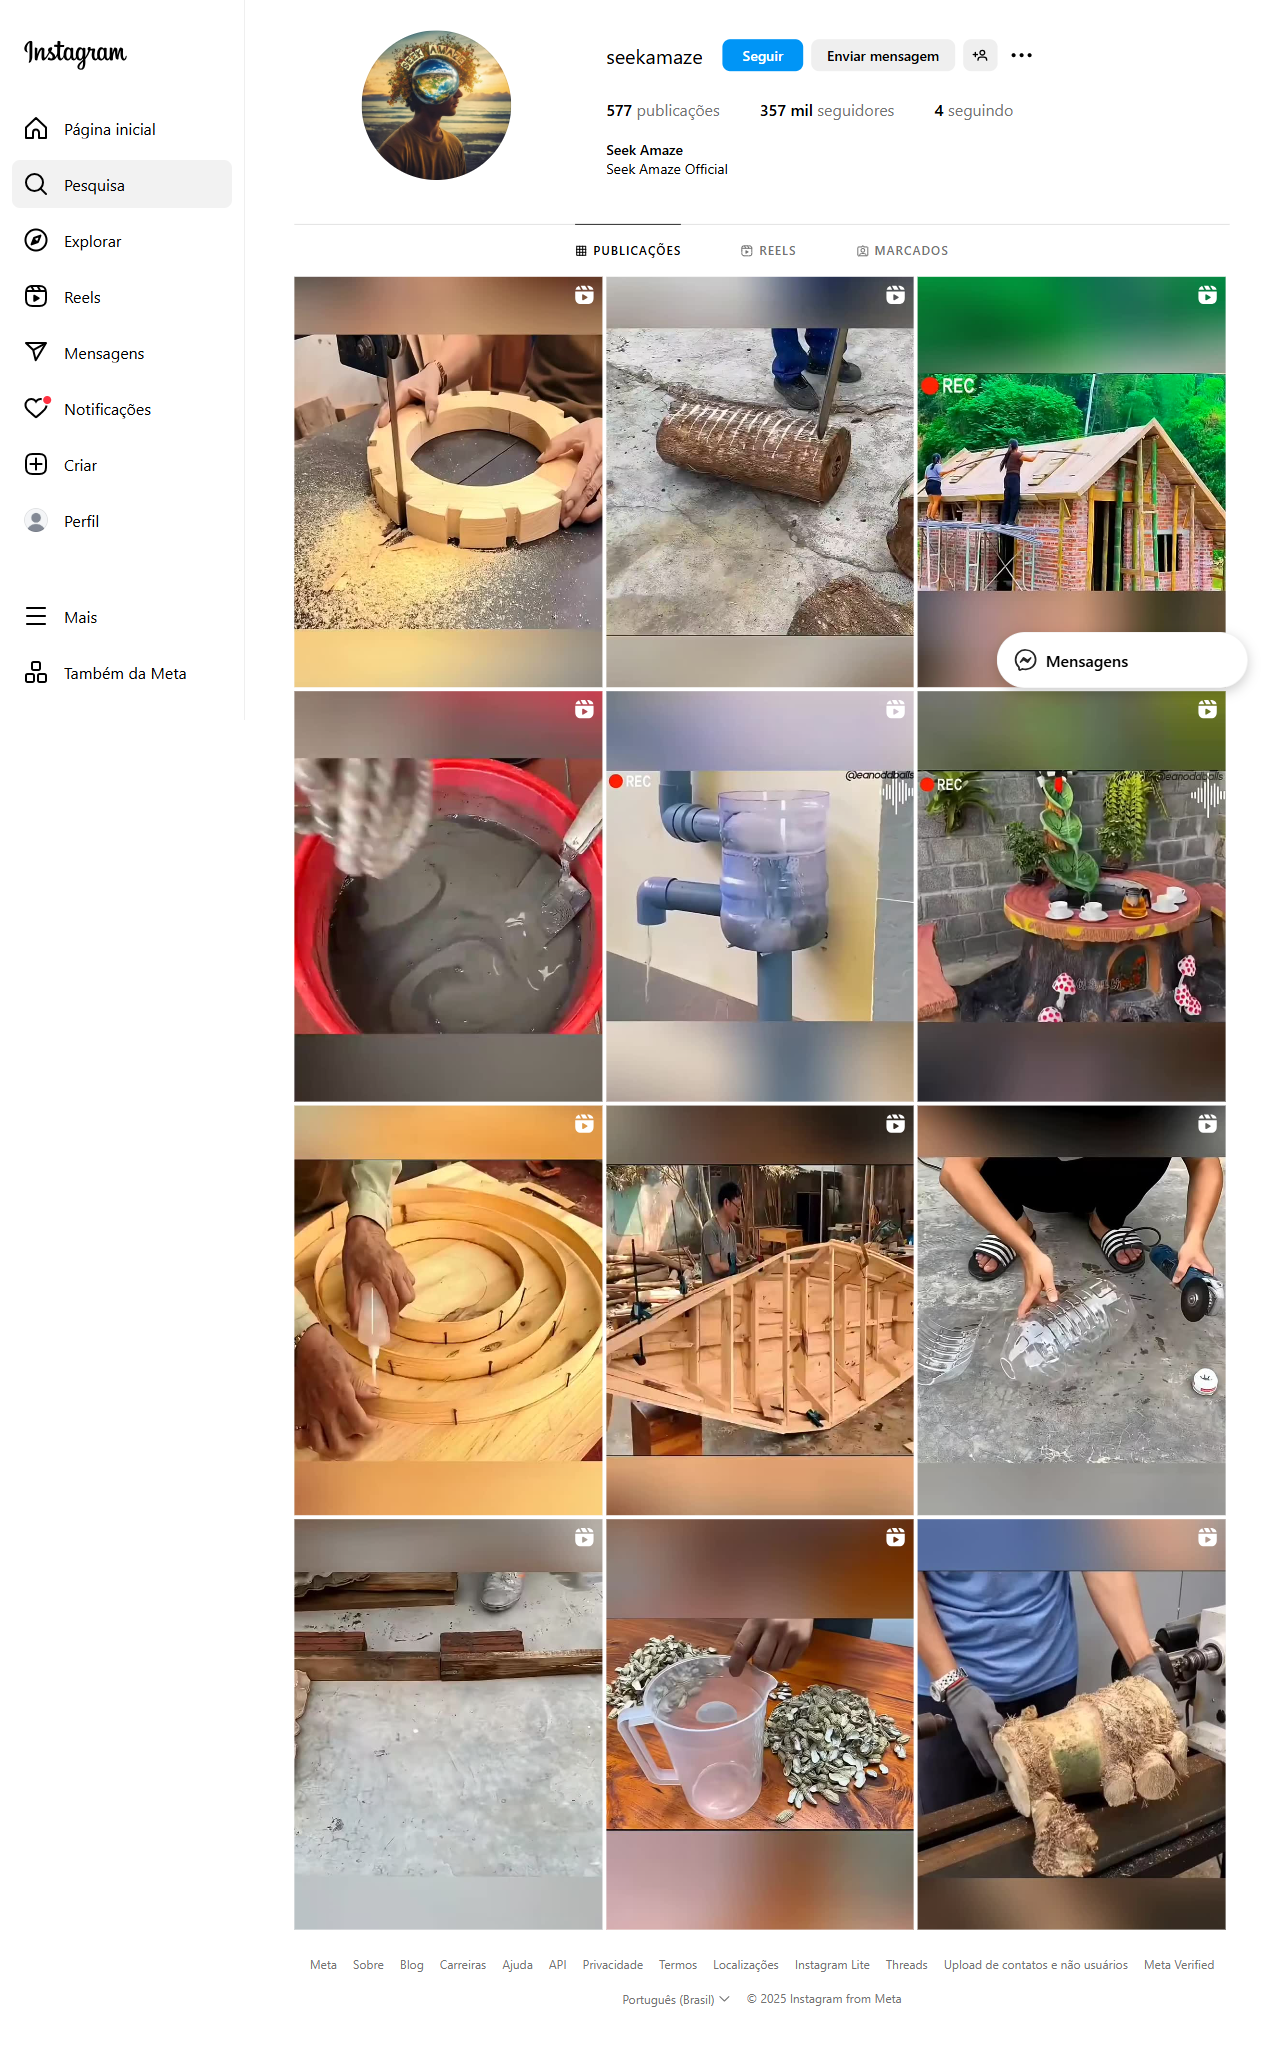 Instagram
Página inicial
Pesquisa
Explorar
Reels
Mensagens
Notificações
Criar
Perfil
Mais
Também da Meta
SEEK AMAZE
seekamaze Seguir Enviar mensagem
577 publicações 357 mil seguidores 4 seguindo
Seek Amaze
Seek Amaze Official
PUBLICAÇÕES REELS MARCADOS
REC
Mensagens
REC @eanoddballs
REC @eanoddballs
Meta Sobre Blog Carreiras Ajuda API Privacidade Termos Localizações Instagram Lite Threads Upload de contatos e não usuários Meta Verified
Português (Brasil) © 2025 Instagram from Meta